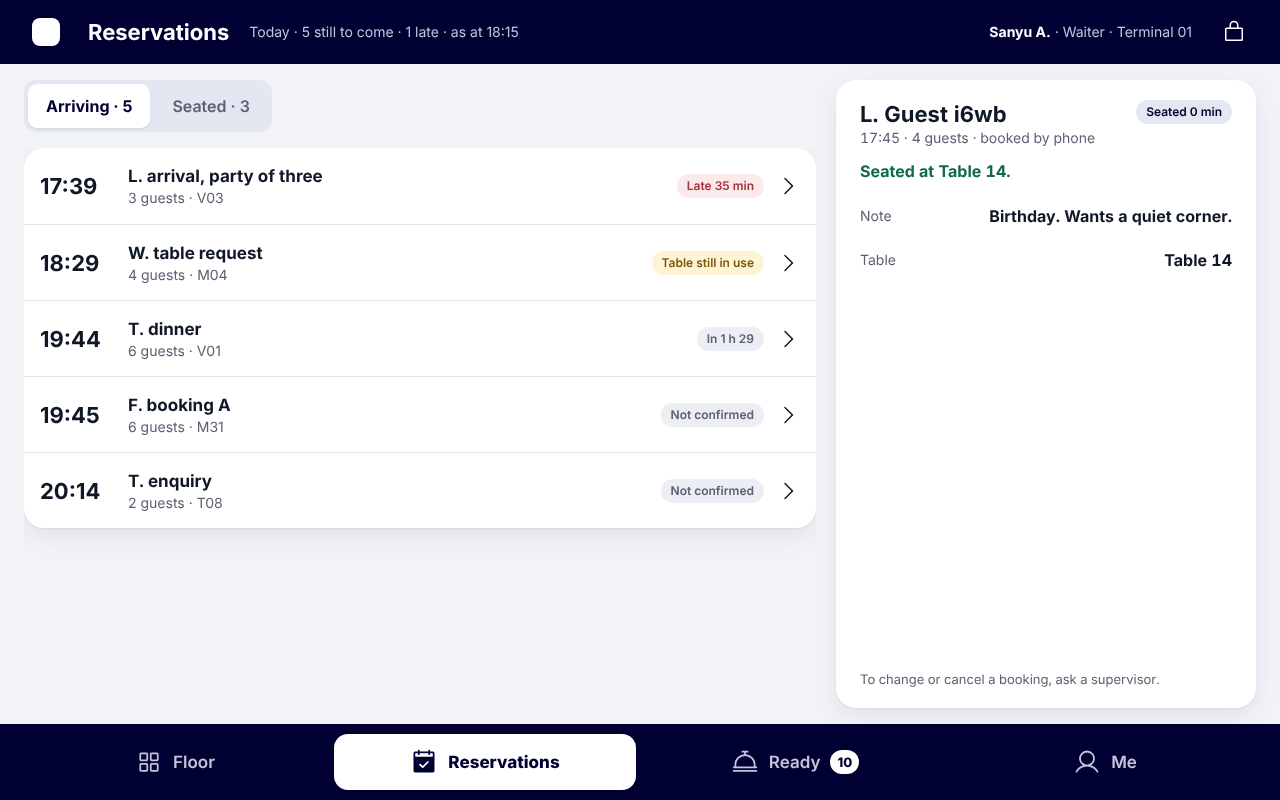 Reservations
Today · 5 still to come · 1 late · as at 18:15
Sanyu A. · Waiter · Terminal 01
Arriving · 5
Seated · 3
17:39
L. arrival, party of three
3 guests · V03
Late 35 min
18:29
W. table request
4 guests · M04
Table still in use
19:44
T. dinner
6 guests · V01
In 1 h 29
19:45
F. booking A
6 guests · M31
Not confirmed
20:14
T. enquiry
2 guests · T08
Not confirmed
L. Guest i6wb
Seated 0 min
17:45 · 4 guests · booked by phone
Seated at Table 14.
Note
Birthday. Wants a quiet corner.
Table
Table 14
To change or cancel a booking, ask a supervisor.
Floor
Reservations
Ready 10
Me